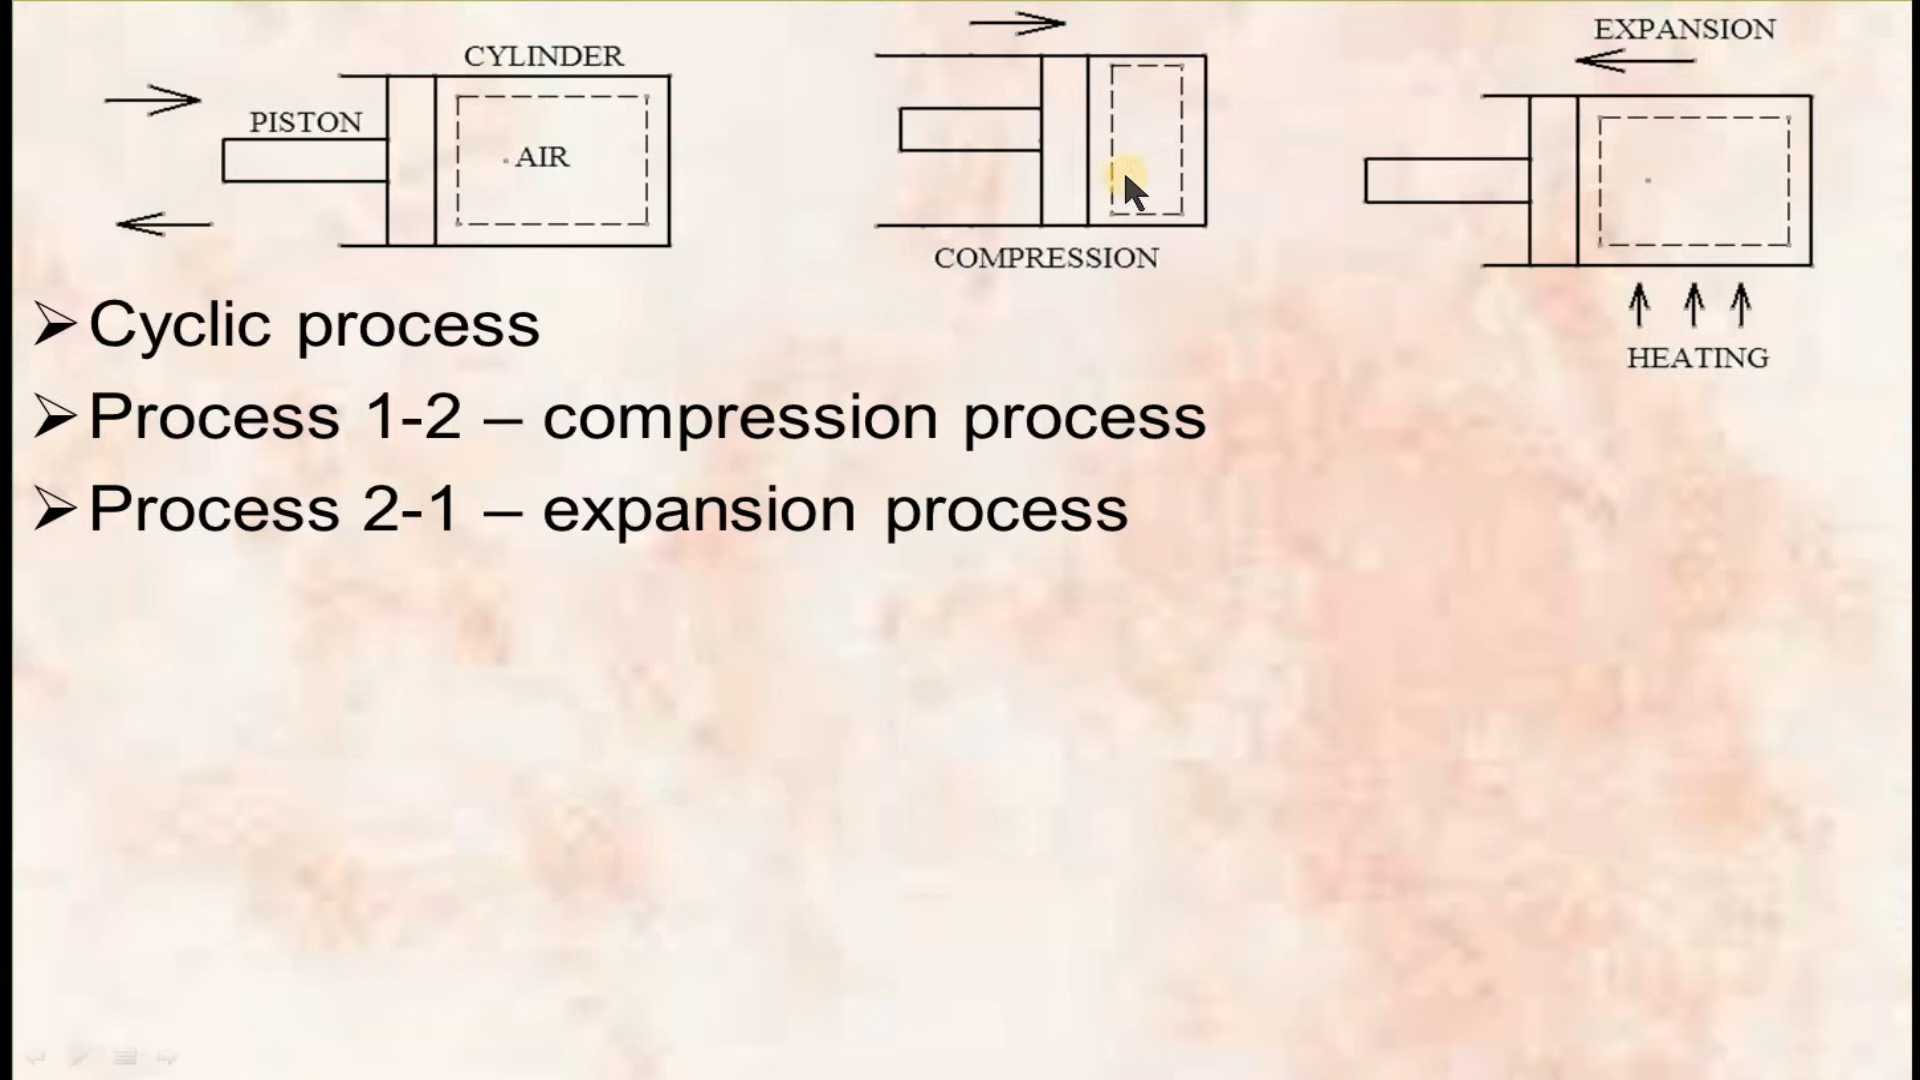 CYLINDER
PISTON
AIR
COMPRESSION
EXPANSION
HEATING
Cyclic process
Process 1-2 – compression process
Process 2-1 – expansion process